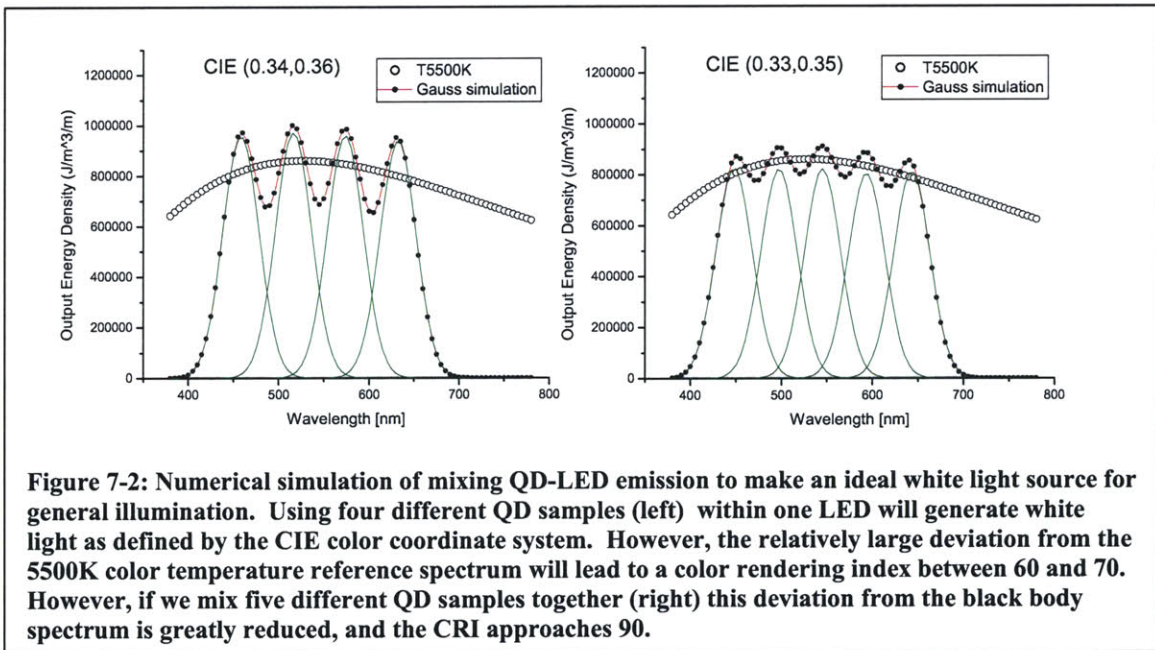 CIE (0.34,0.36)
T5500K
Gauss simulation
Output Energy Density (J/m^3/m)
1200000
1000000
800000
600000
400000
200000
0
400
500
600
700
800
Wavelength [nm]
CIE (0.33,0.35)
T5500K
Gauss simulation
Output Energy Density (J/m^3/m)
1200000
1000000
800000
600000
400000
200000
0
400
500
600
700
800
Wavelength [nm]
Figure 7-2: Numerical simulation of mixing QD-LED emission to make an ideal white light source for
general illumination. Using four different QD samples (left) within one LED will generate white
light as defined by the CIE color coordinate system. However, the relatively large deviation from the
5500K color temperature reference spectrum will lead to a color rendering index between 60 and 70.
However, if we mix five different QD samples together (right) this deviation from the black body
spectrum is greatly reduced, and the CRI approaches 90.